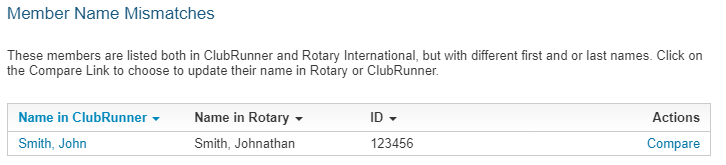 Member Name Mismatches
These members are listed both in ClubRunner and Rotary International, but with different first and or last names. Click on
the Compare Link to choose to update their name in Rotary or ClubRunner.
Name in ClubRunner Name in Rotary ID Actions
Smith, John Smith, Johnathan 123456 Compare